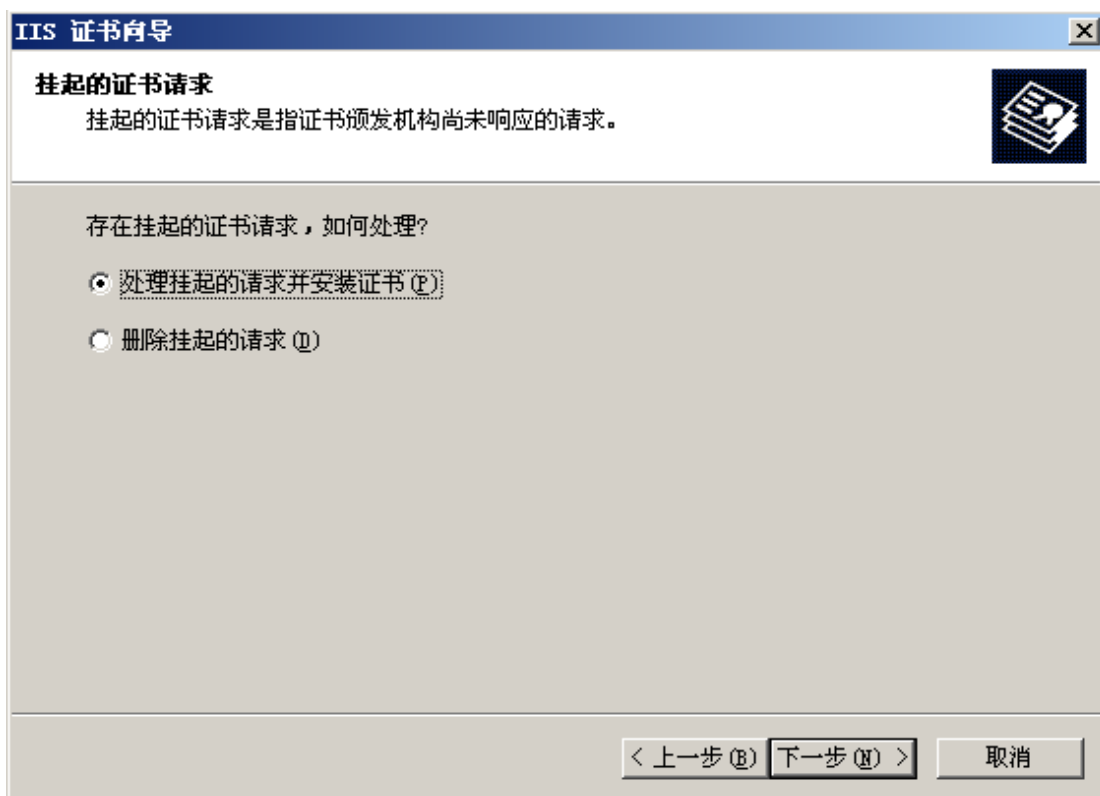 IIS 证书向导
挂起的证书请求
挂起的证书请求是指证书颁发机构尚未响应的请求。
存在挂起的证书请求，如何处理?
处理挂起的请求并安装证书(P)
删除挂起的请求(D)
< 上一步(B) 下一步(N) > 取消